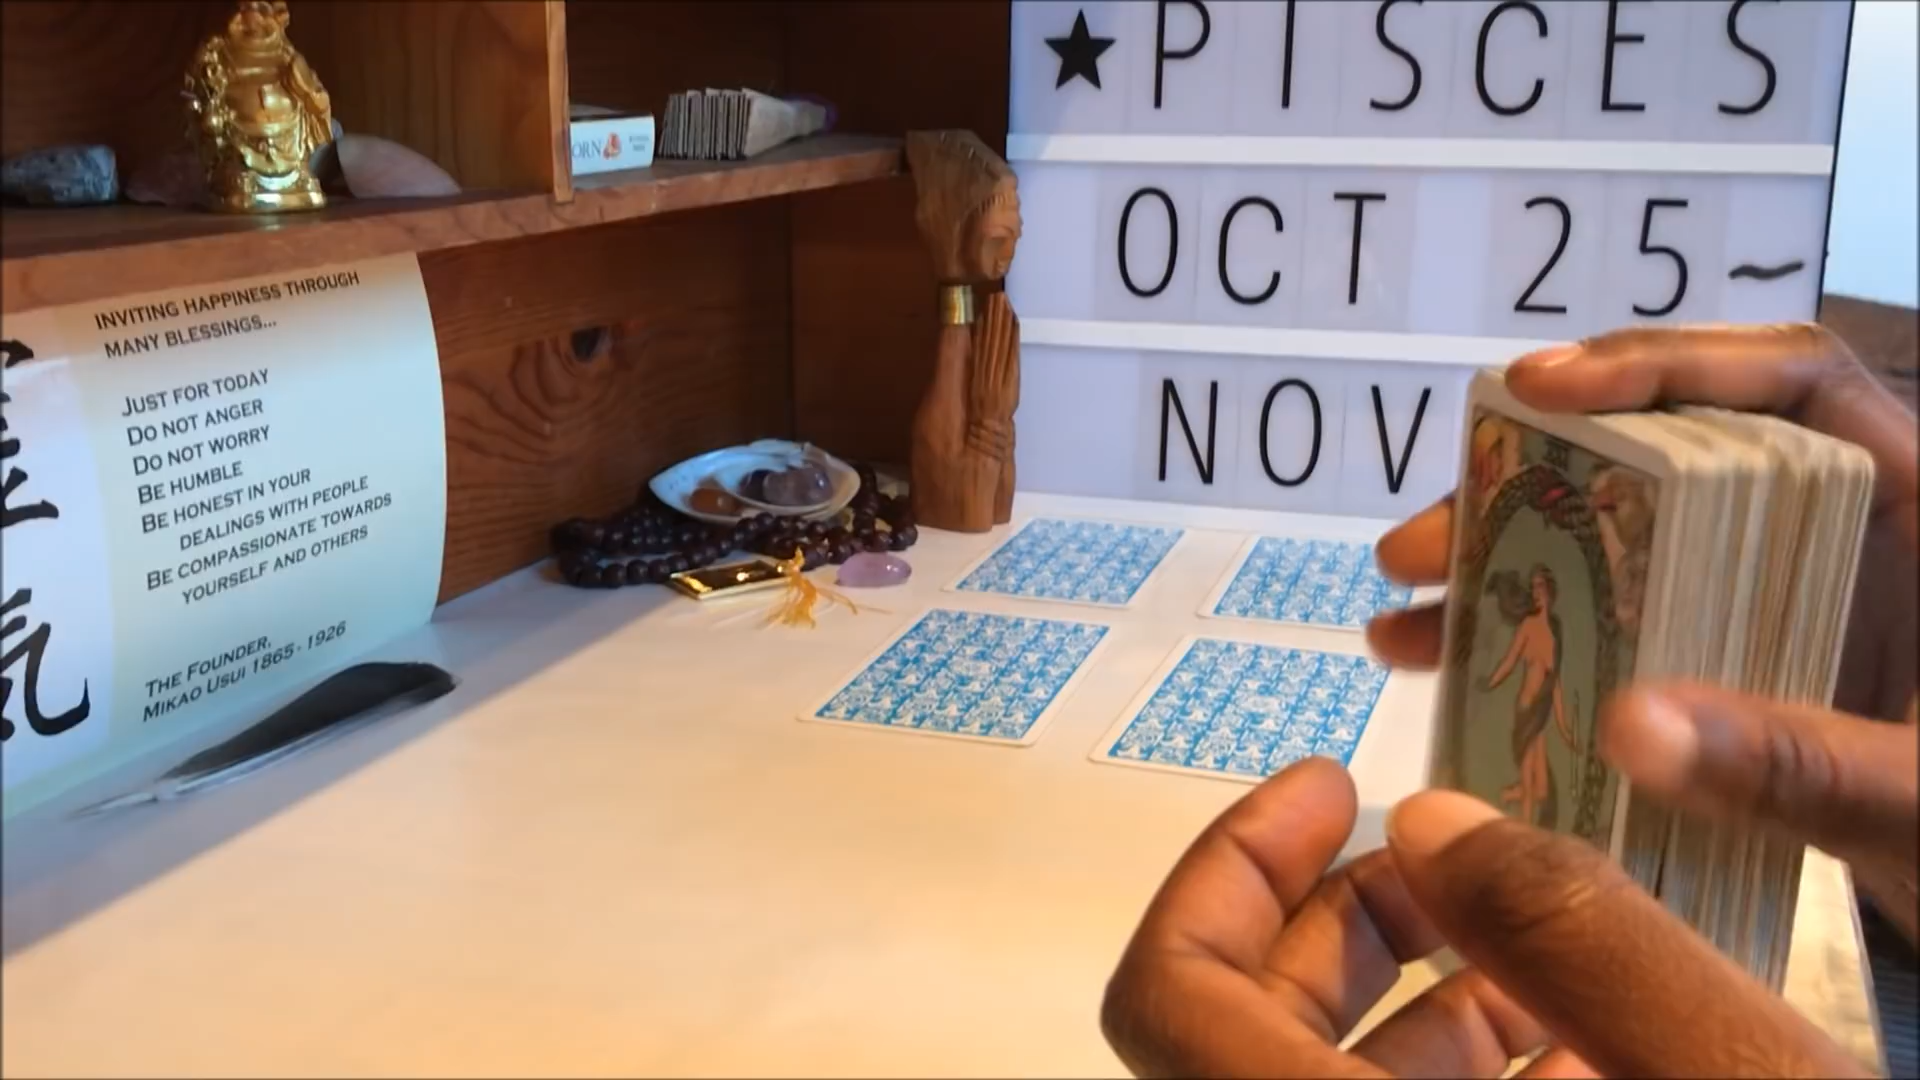 ★PISCES
OCT 25~
NOV
ORN
INVITING HAPPINESS THROUGH
MANY BLESSINGS...
JUST FOR TODAY
DO NOT ANGER
DO NOT WORRY
BE HUMBLE
BE HONEST IN YOUR
DEALINGS WITH PEOPLE
BE COMPASSIONATE TOWARDS
YOURSELF AND OTHERS
THE FOUNDER,
MIKAO USUI 1865-1926